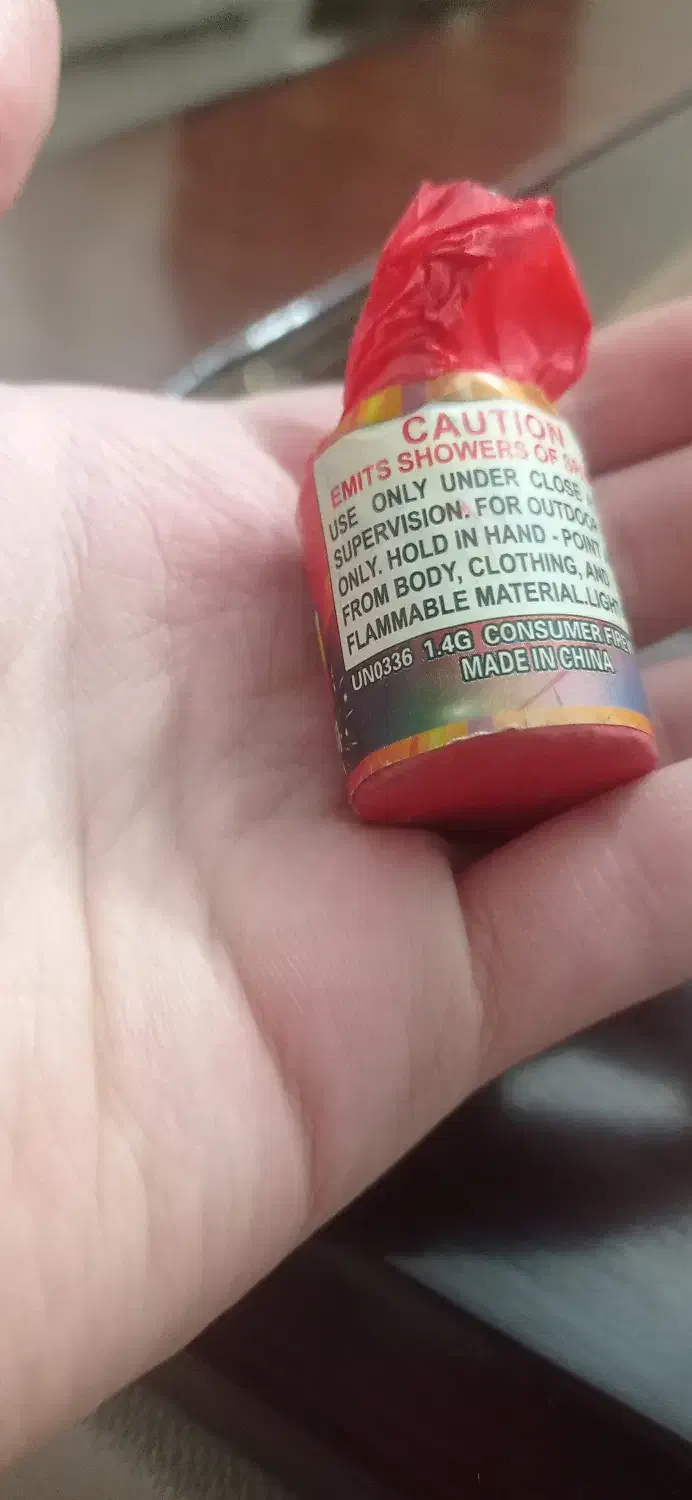 CAUTION
EMITS SHOWERS OF
USE ONLY UNDER CLOSE
SUPERVISION. FOR OUTDOOR
ONLY. HOLD IN HAND - POINT
FROM BODY, CLOTHING, AND
FLAMMABLE MATERIAL. LIGHT
UN0336 1.4G CONSUMER
MADE IN CHINA